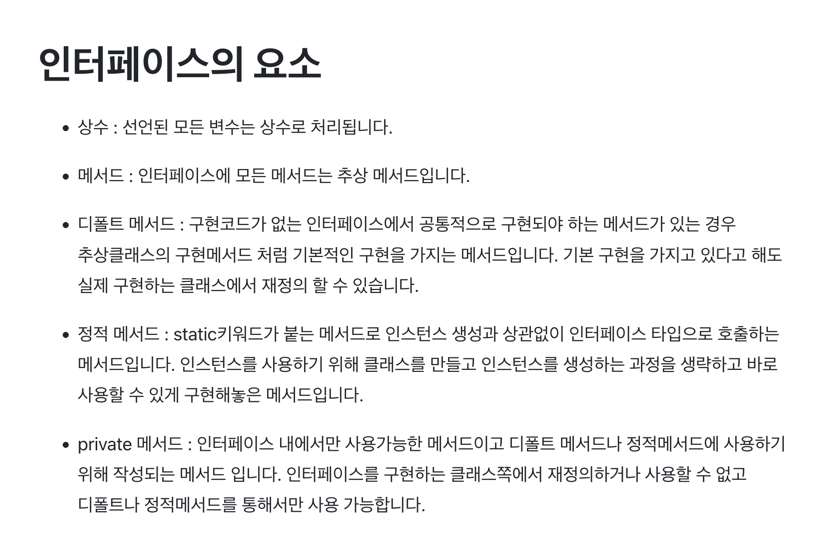 인터페이스의 요소
• 상수 : 선언된 모든 변수는 상수로 처리됩니다.
• 메서드 : 인터페이스에 모든 메서드는 추상 메서드입니다.
• 디폴트 메서드 : 구현코드가 없는 인터페이스에서 공통적으로 구현되야 하는 메서드가 있는 경우
추상클래스의 구현메서드 처럼 기본적인 구현을 가지는 메서드입니다. 기본 구현을 가지고 있다고 해도
실제 구현하는 클래스에서 재정의 할 수 있습니다.
• 정적 메서드 : static키워드가 붙는 메서드로 인스턴스 생성과 상관없이 인터페이스 타입으로 호출하는
메서드입니다. 인스턴스를 사용하기 위해 클래스를 만들고 인스턴스를 생성하는 과정을 생략하고 바로
사용할 수 있게 구현해놓은 메서드입니다.
• private 메서드 : 인터페이스 내에서만 사용가능한 메서드이고 디폴트 메서드나 정적메서드에 사용하기
위해 작성되는 메서드 입니다. 인터페이스를 구현하는 클래스쪽에서 재정의하거나 사용할 수 없고
디폴트나 정적메서드를 통해서만 사용 가능합니다.